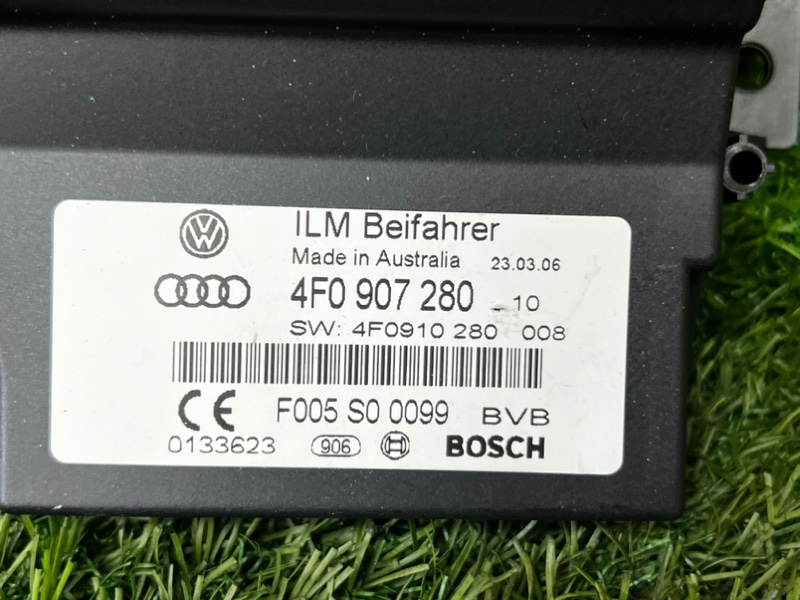 ILM Beifahrer
Made in Australia 23.03.06
4F0 907 280 - 10
SW: 4F0910 280 008
CE F005 S0 0099 BVB
0133623 906 BOSCH